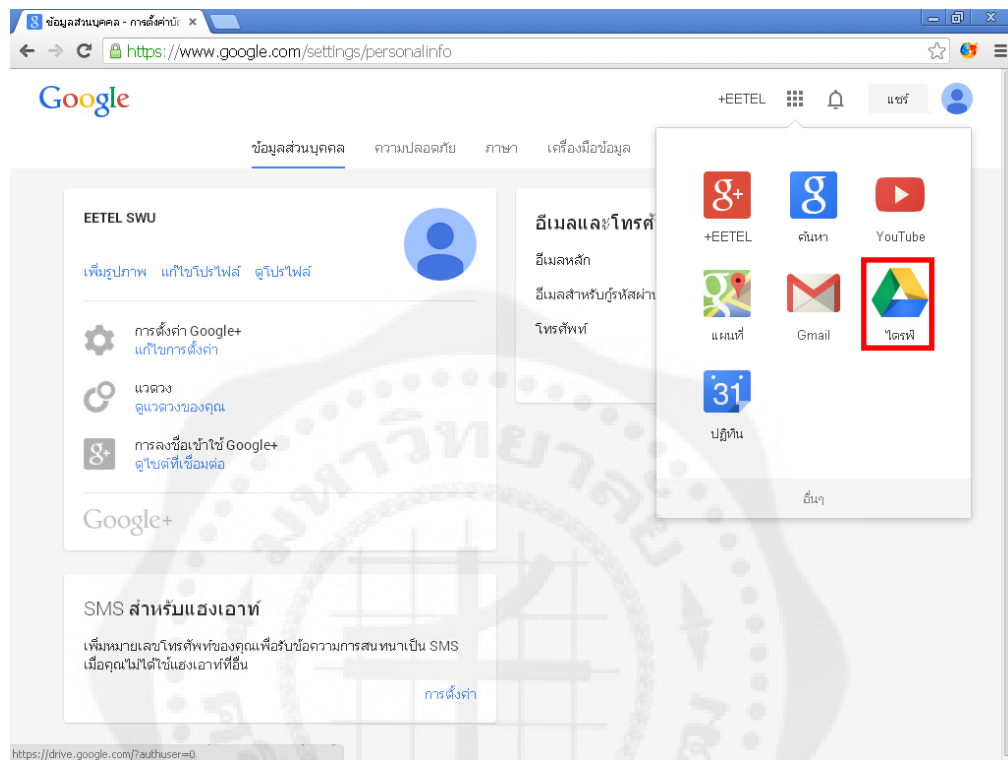 ข้อมูลส่วนบุคคล - การตั้งค่าบั
https://www.google.com/settings/personalinfo
Google
+EETEL
แชร์
ข้อมูลส่วนบุคคล ความปลอดภัย ภาษา เครื่องมือข้อมูล
EETEL SWU
เพิ่มรูปภาพ แก้ไขโปรไฟล์ ดูโปรไฟล์
การตั้งค่า Google+
แก้ไขการตั้งค่า
แวดวง
ดูแวดวงของคุณ
การลงชื่อเข้าใช้ Google+
ดูไซต์ที่เชื่อมต่อ
Google+
อีเมลและโทรศั
อีเมลหลัก
อีเมลสำหรับกู้รหัสผ่าน
โทรศัพท์
+EETEL ค้นหา YouTube
แผนที่ Gmail ไดรฟ์
31
ปฏิทิน
อื่นๆ
SMS สำหรับแฮงเอาท์
เพิ่มหมายเลขโทรศัพท์ของคุณเพื่อรับข้อความการสนทนาเป็น SMS
เมื่อคุณไม่ได้ใช้แฮงเอาท์ที่อื่น
การตั้งค่า
https://drive.google.com/?authuser=0
มหาวิทยาลัย